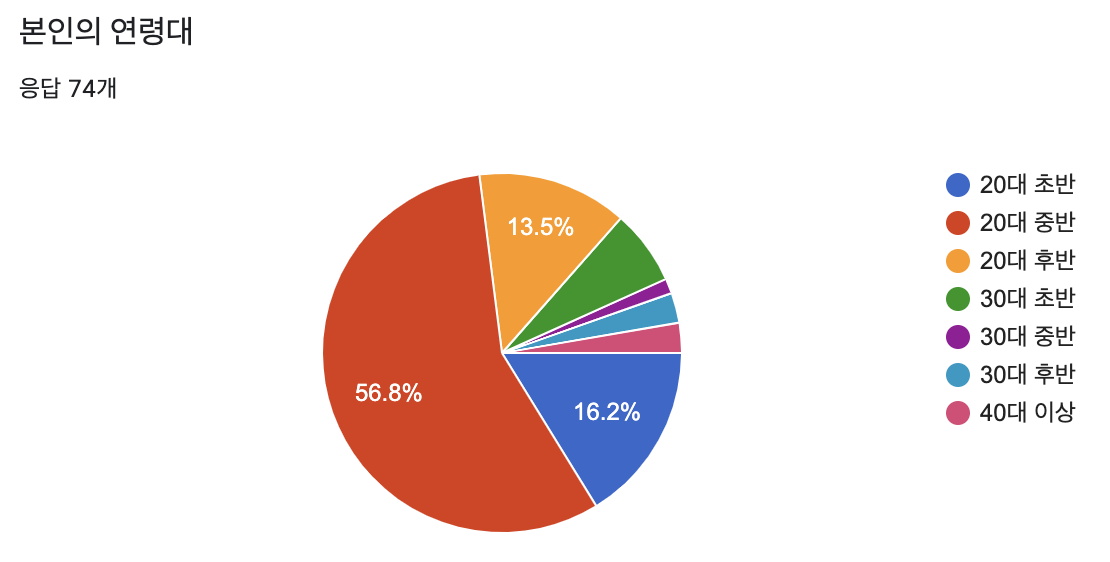 본인의 연령대
응답 74개
13.5%
56.8%
16.2%
20대 초반
20대 중반
20대 후반
30대 초반
30대 중반
30대 후반
40대 이상